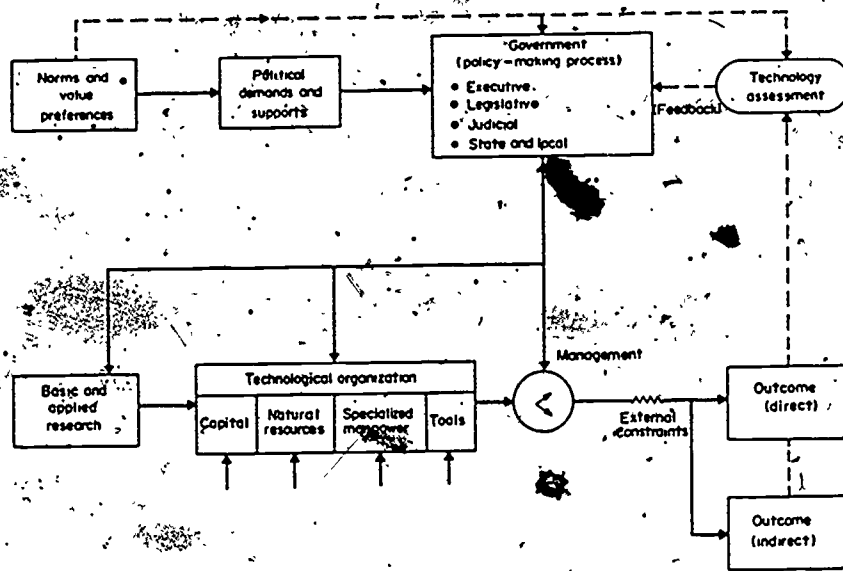 Norms and
value
preferences
Political
demands and
supports
Government
(policy-making process)
• Executive
• Legislative
• Judicial
• State and local
(Feedback)
Technology
assessment
Management
Basic and
applied
research
Technological organization
Capital
Natural
resources
Specialized
manpower
Tools
External
constraints
Outcome
(direct)
Outcome
(indirect)